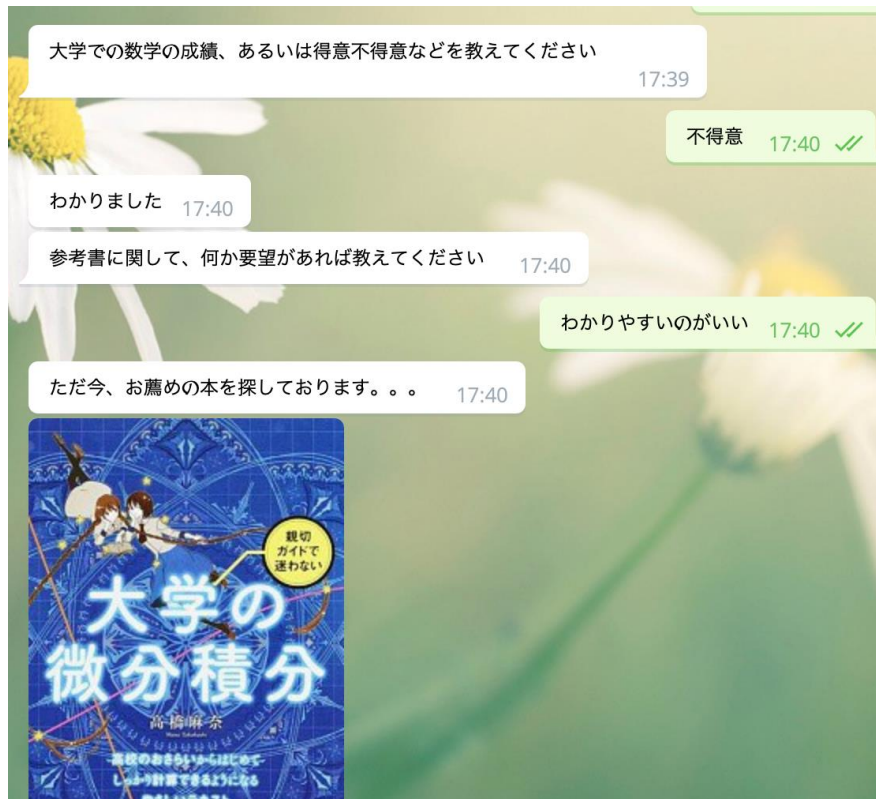 大学での数学の成績、あるいは得意不得意などを教えてください
17:39
不得意 17:40
わかりました 17:40
参考書に関して、何か要望があれば教えてください 17:40
わかりやすいのがいい 17:40
ただ今、お薦めの本を探しております。。。 17:40
親切
ガイドで
迷わない
大学の
微分積分
高橋麻奈
Mana Takahashi
高校のおさらいからはじめて
しっかり計算できるようになる